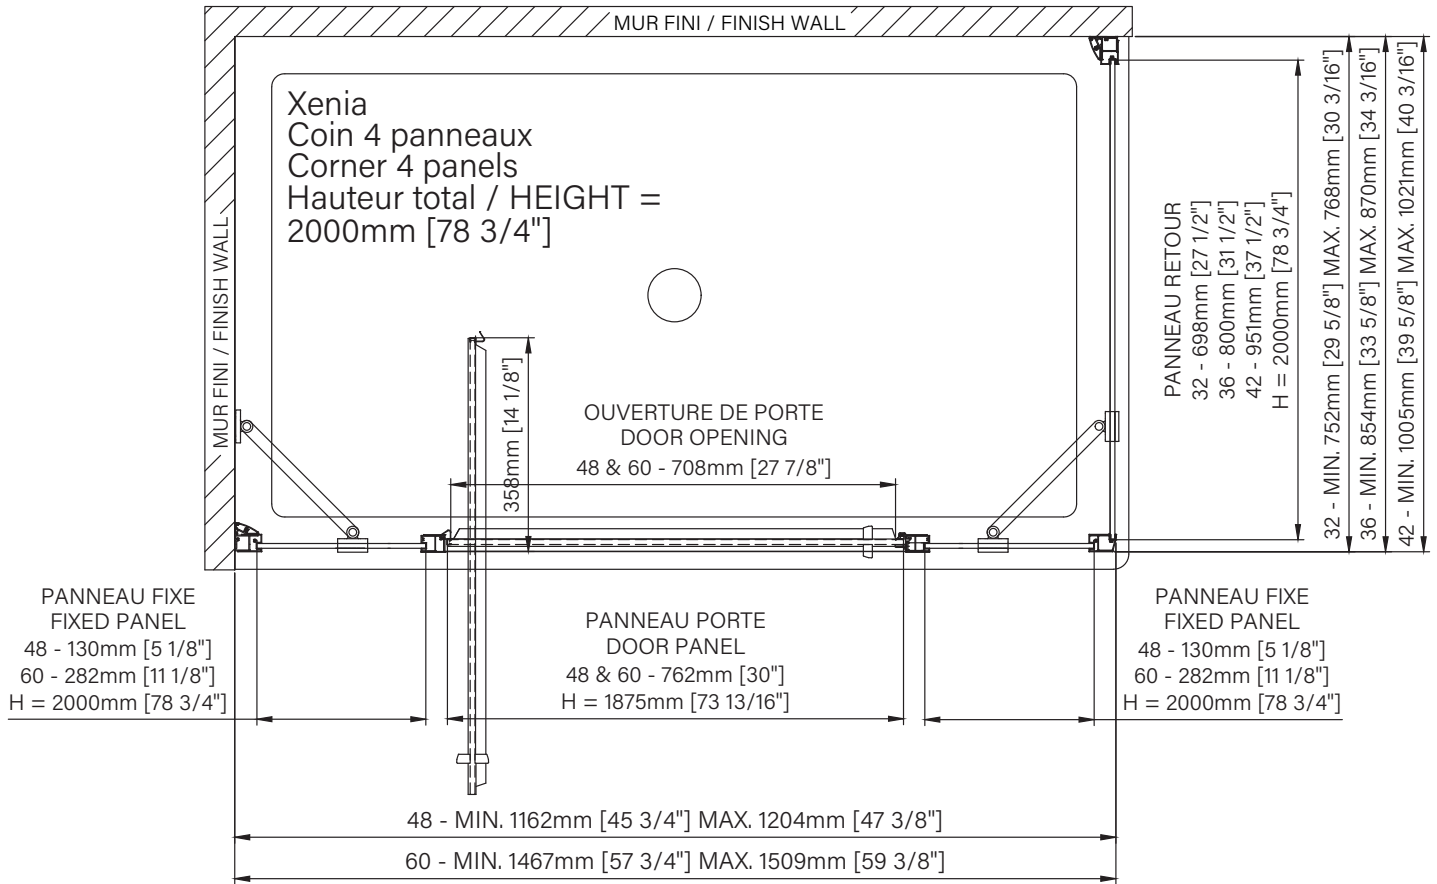 MUR FINI / FINISH WALL
Xenia
Coin 4 panneaux
Corner 4 panels
Hauteur total / HEIGHT =
2000mm [78 3/4"]
MUR FINI / FINISH WALL
358mm [14 1/8"]
OUVERTURE DE PORTE
DOOR OPENING
48 & 60 - 708mm [27 7/8"]
PANNEAU RETOUR
32 - 698mm [27 1/2"]
36 - 800mm [31 1/2"]
42 - 951mm [37 1/2"]
H = 2000mm [78 3/4"]
32 - MIN. 752mm [29 5/8"] MAX. 768mm [30 3/16"]
36 - MIN. 854mm [33 5/8"] MAX. 870mm [34 3/16"]
42 - MIN. 1005mm [39 5/8"] MAX. 1021mm [40 3/16"]
PANNEAU FIXE
FIXED PANEL
48 - 130mm [5 1/8"]
60 - 282mm [11 1/8"]
H = 2000mm [78 3/4"]
PANNEAU PORTE
DOOR PANEL
48 & 60 - 762mm [30"]
H = 1875mm [73 13/16"]
PANNEAU FIXE
FIXED PANEL
48 - 130mm [5 1/8"]
60 - 282mm [11 1/8"]
H = 2000mm [78 3/4"]
48 - MIN. 1162mm [45 3/4"] MAX. 1204mm [47 3/8"]
60 - MIN. 1467mm [57 3/4"] MAX. 1509mm [59 3/8"]